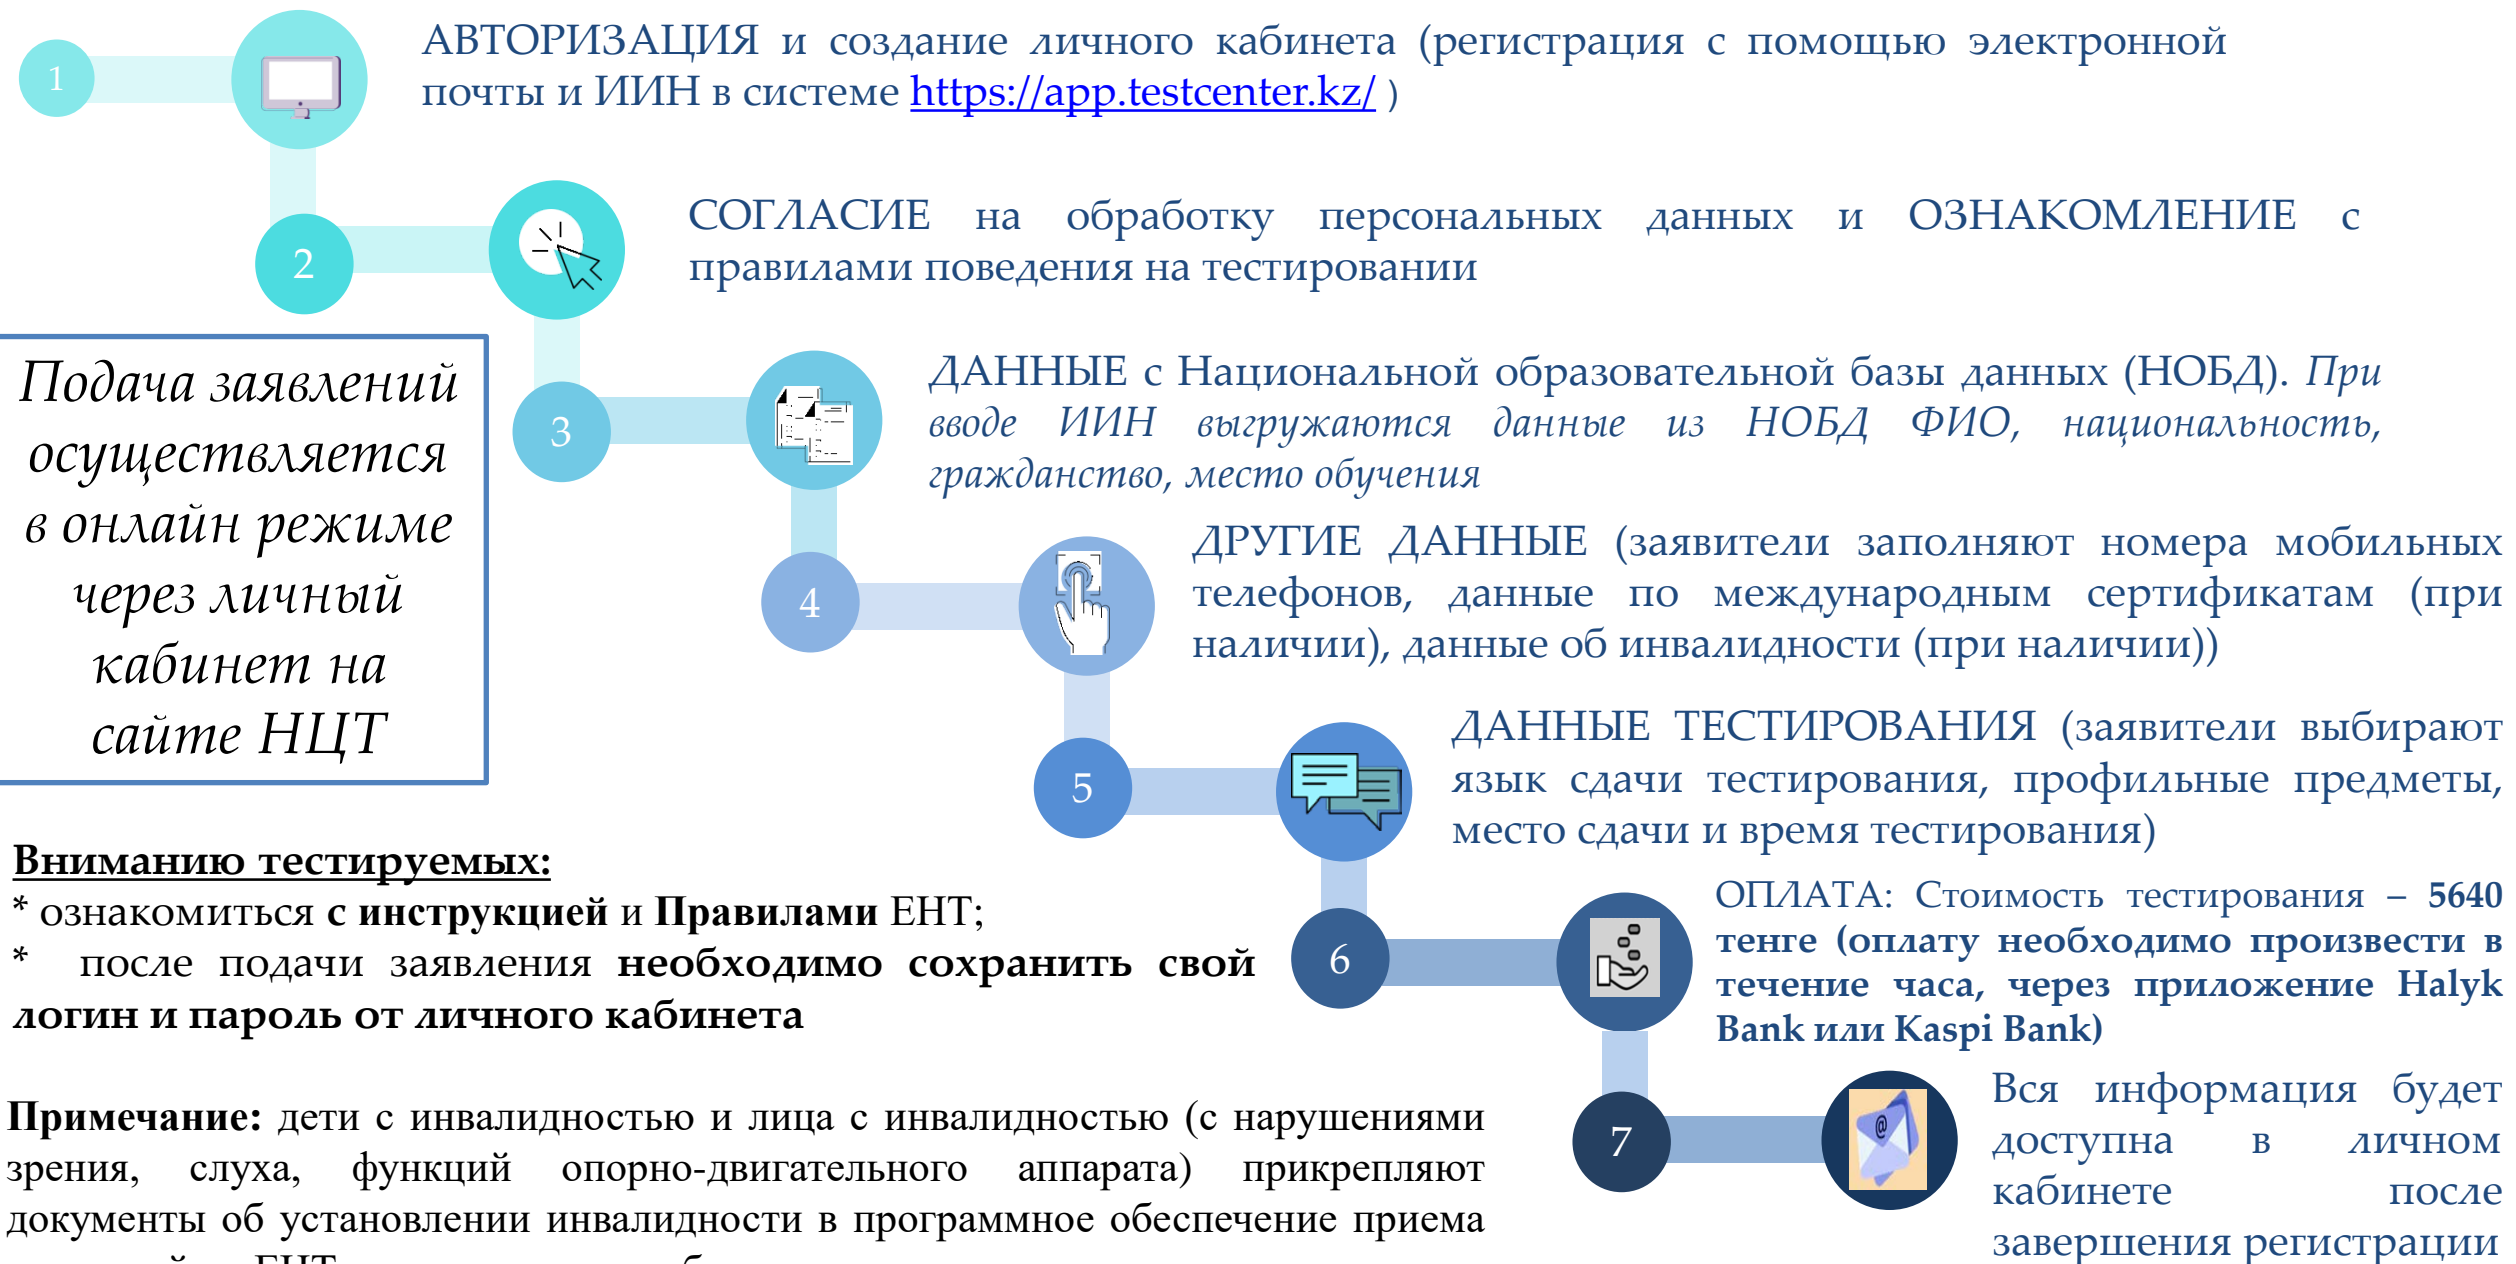 1
АВТОРИЗАЦИЯ и создание личного кабинета (регистрация с помощью электронной
почты и ИИН в системе https://app.testcenter.kz/ )
2
СОГЛАСИЕ на обработку персональных данных и ОЗНАКОМЛЕНИЕ с
правилами поведения на тестировании
3
ДАННЫЕ с Национальной образовательной базы данных (НОБД). При
вводе ИИН выгружаются данные из НОБД ФИО, национальность,
гражданство, место обучения
4
ДРУГИЕ ДАННЫЕ (заявители заполняют номера мобильных
телефонов, данные по международным сертификатам (при
наличии), данные об инвалидности (при наличии))
5
ДАННЫЕ ТЕСТИРОВАНИЯ (заявители выбирают
язык сдачи тестирования, профильные предметы,
место сдачи и время тестирования)
6
ОПЛАТА: Стоимость тестирования – 5640
тенге (оплату необходимо произвести в
течение часа, через приложение Halyk
Bank или Kaspi Bank)
7
@
Вся информация будет
доступна в личном
кабинете после
завершения регистрации
Подача заявлений
осуществляется
в онлайн режиме
через личный
кабинет на
сайте НЦТ
Вниманию тестируемых:
* ознакомиться с инструкцией и Правилами ЕНТ;
* после подачи заявления необходимо сохранить свой
логин и пароль от личного кабинета
Примечание: дети с инвалидностью и лица с инвалидностью (с нарушениями
зрения, слуха, функций опорно-двигательного аппарата) прикрепляют
документы об установлении инвалидности в программное обеспечение приема
ЕНТ